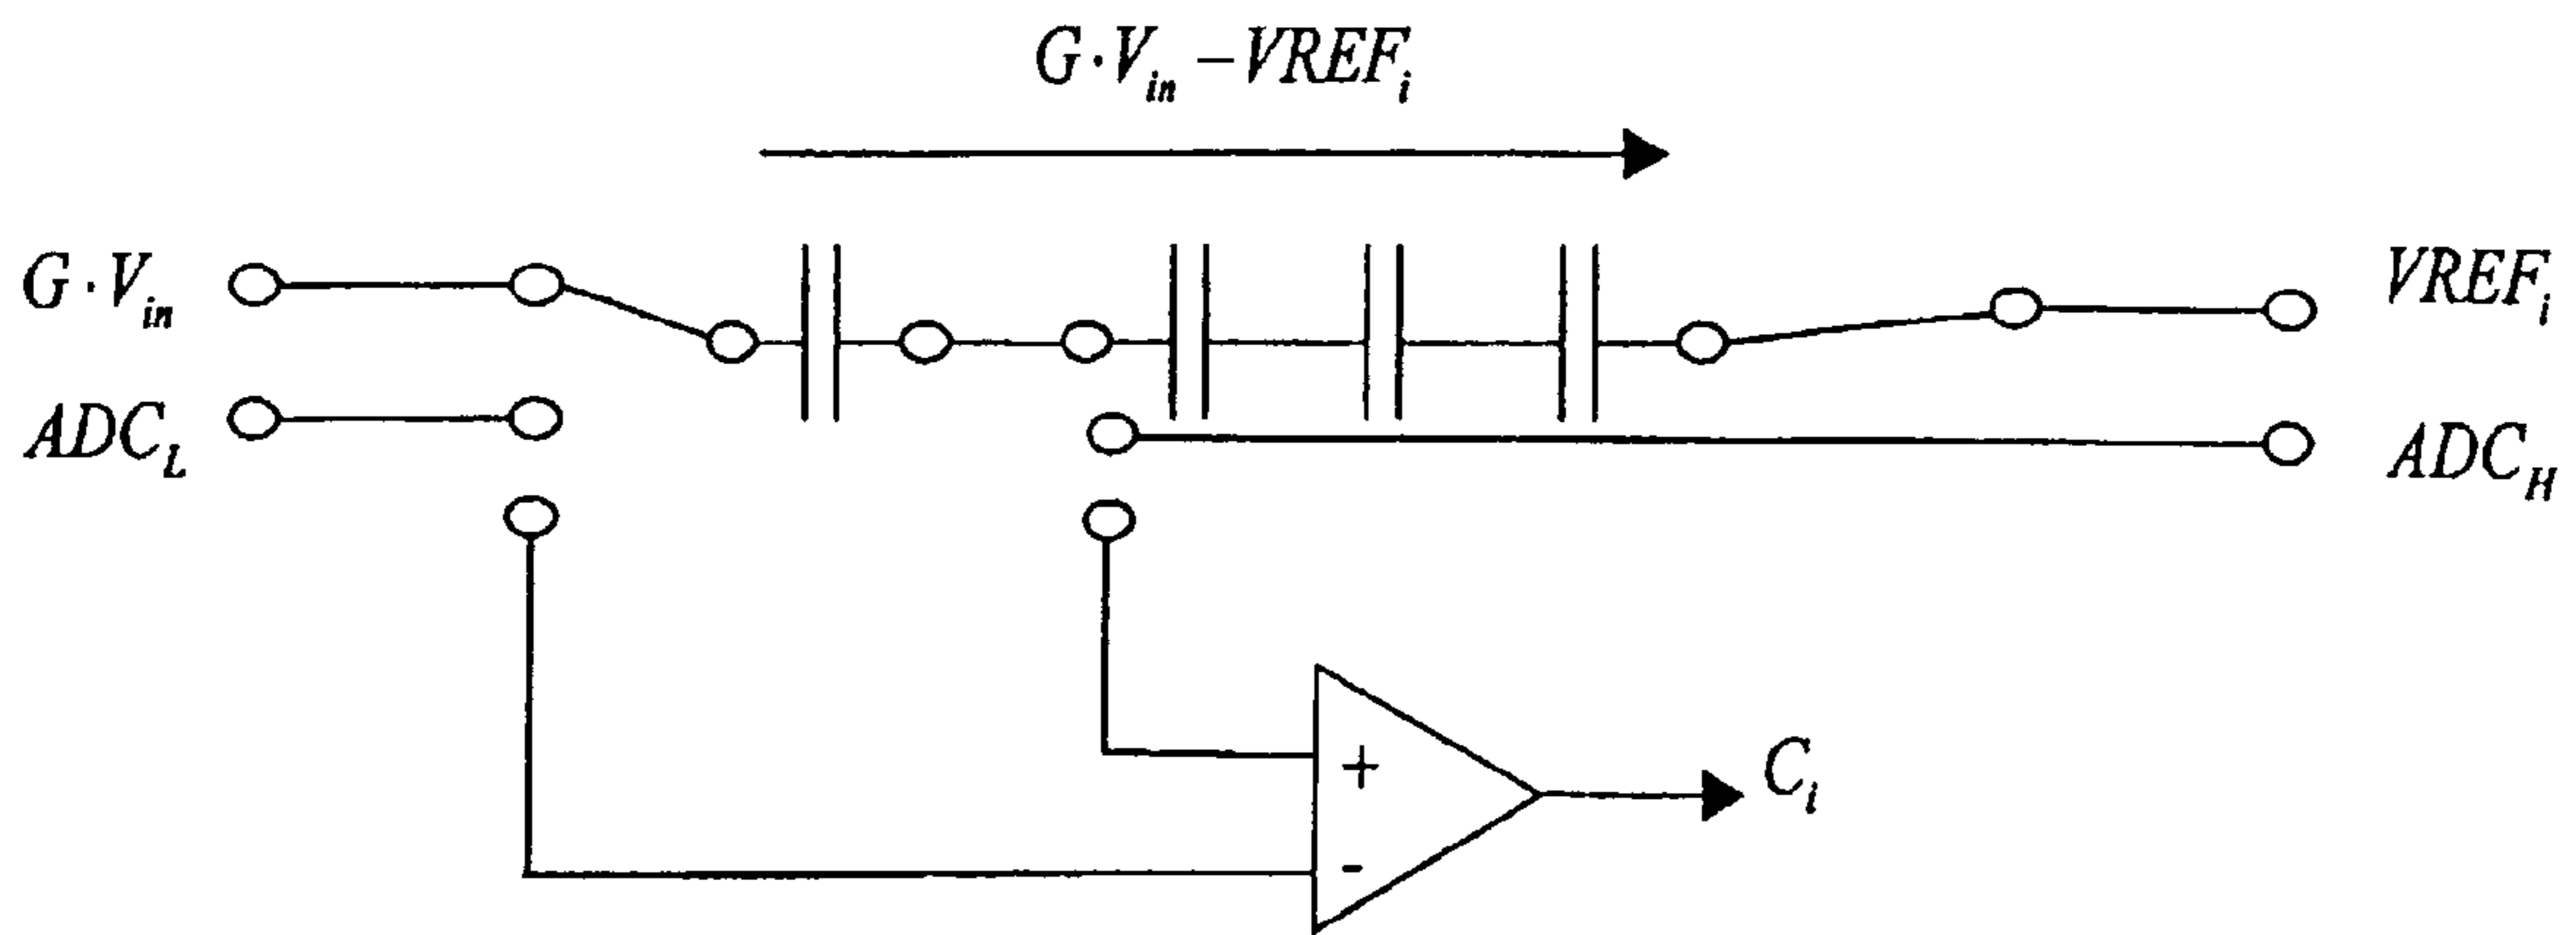 G·V_in − VREF_i
G·V_in
VREF_i
ADC_L
ADC_H
+
C_i
-